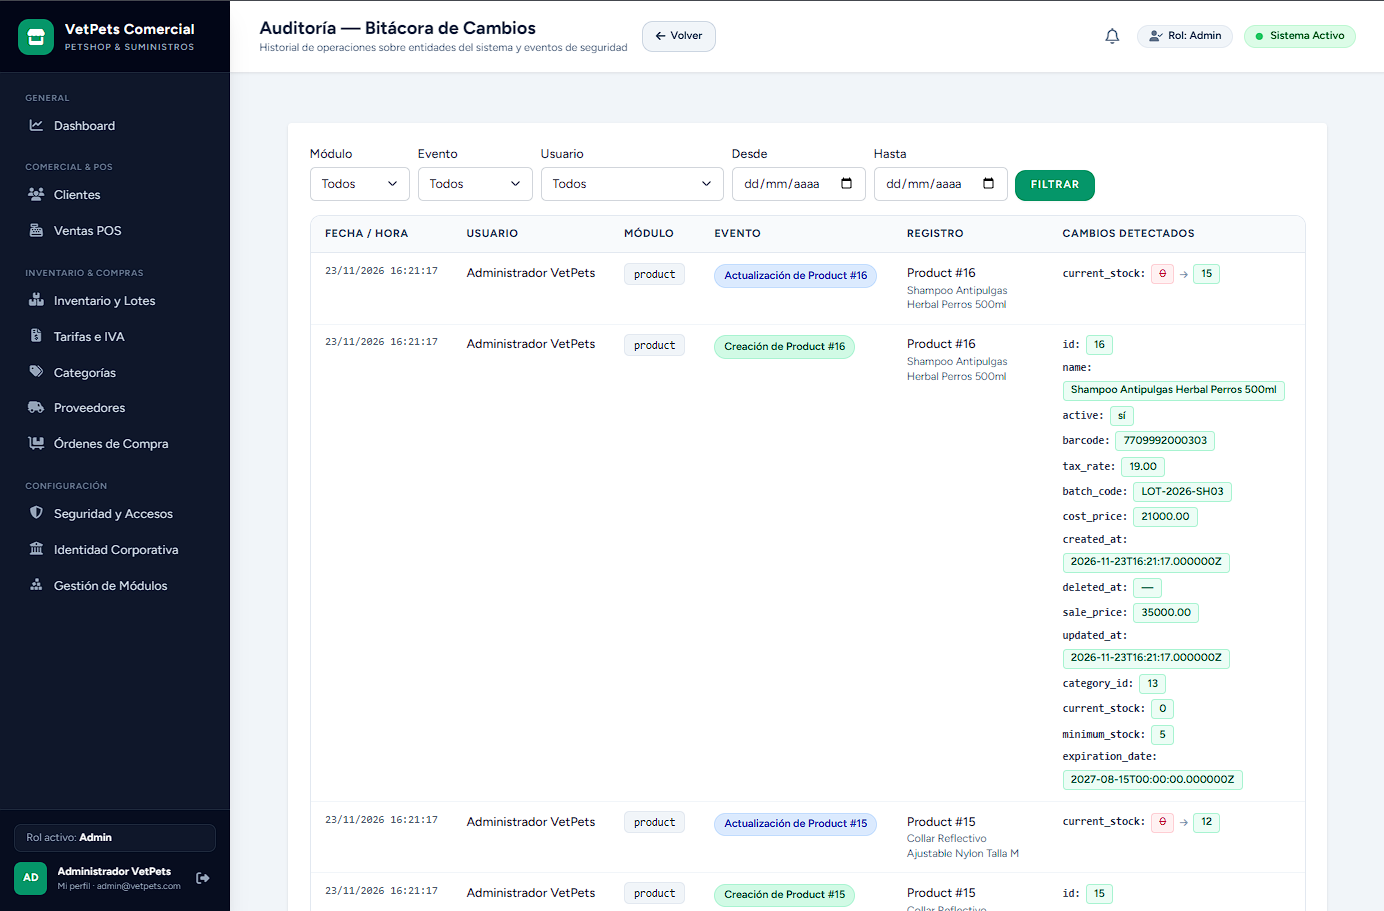 VetPets Comercial
PETSHOP & SUMINISTROS
GENERAL
Dashboard
COMERCIAL & POS
Clientes
Ventas POS
INVENTARIO & COMPRAS
Inventario y Lotes
Tarifas e IVA
Categorías
Proveedores
Órdenes de Compra
CONFIGURACIÓN
Seguridad y Accesos
Identidad Corporativa
Gestión de Módulos
Rol activo: Admin
AD
Administrador VetPets
Mi perfil · admin@vetpets.com
Auditoría — Bitácora de Cambios
Historial de operaciones sobre entidades del sistema y eventos de seguridad
← Volver
Rol: Admin
Sistema Activo
Módulo Evento Usuario Desde Hasta
Todos Todos Todos dd/mm/aaaa dd/mm/aaaa FILTRAR
FECHA / HORA USUARIO MÓDULO EVENTO REGISTRO CAMBIOS DETECTADOS
23/11/2026 16:21:17 Administrador VetPets product Actualización de Product #16 Product #16 current_stock: 0 → 15
Shampoo Antipulgas
Herbal Perros 500ml
23/11/2026 16:21:17 Administrador VetPets product Creación de Product #16 Product #16 id: 16
Shampoo Antipulgas
Herbal Perros 500ml
name:
Shampoo Antipulgas Herbal Perros 500ml
active: sí
barcode: 7709992000303
tax_rate: 19.00
batch_code: LOT-2026-SH03
cost_price: 21000.00
created_at:
2026-11-23T16:21:17.000000Z
deleted_at: —
sale_price: 35000.00
updated_at:
2026-11-23T16:21:17.000000Z
category_id: 13
current_stock: 0
minimum_stock: 5
expiration_date:
2027-08-15T00:00:00.000000Z
23/11/2026 16:21:17 Administrador VetPets product Actualización de Product #15 Product #15 current_stock: 0 → 12
Collar Reflectivo
Ajustable Nylon Talla M
23/11/2026 16:21:17 Administrador VetPets product Creación de Product #15 Product #15 id: 15
Collar Reflectivo